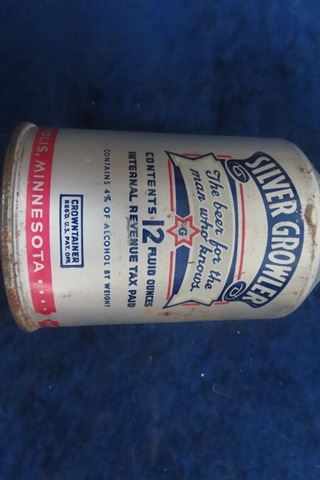 SILVER GROWLER
The beer for the
man who knows.
G
CONTENTS 12 FLUID OUNCES
INTERNAL REVENUE TAX PAID
CONTAINS 4% OF ALCOHOL BY WEIGHT
CROWNTAINER
REG'D. U.S. PAT. OFF.
OLIS, MINNESOTA